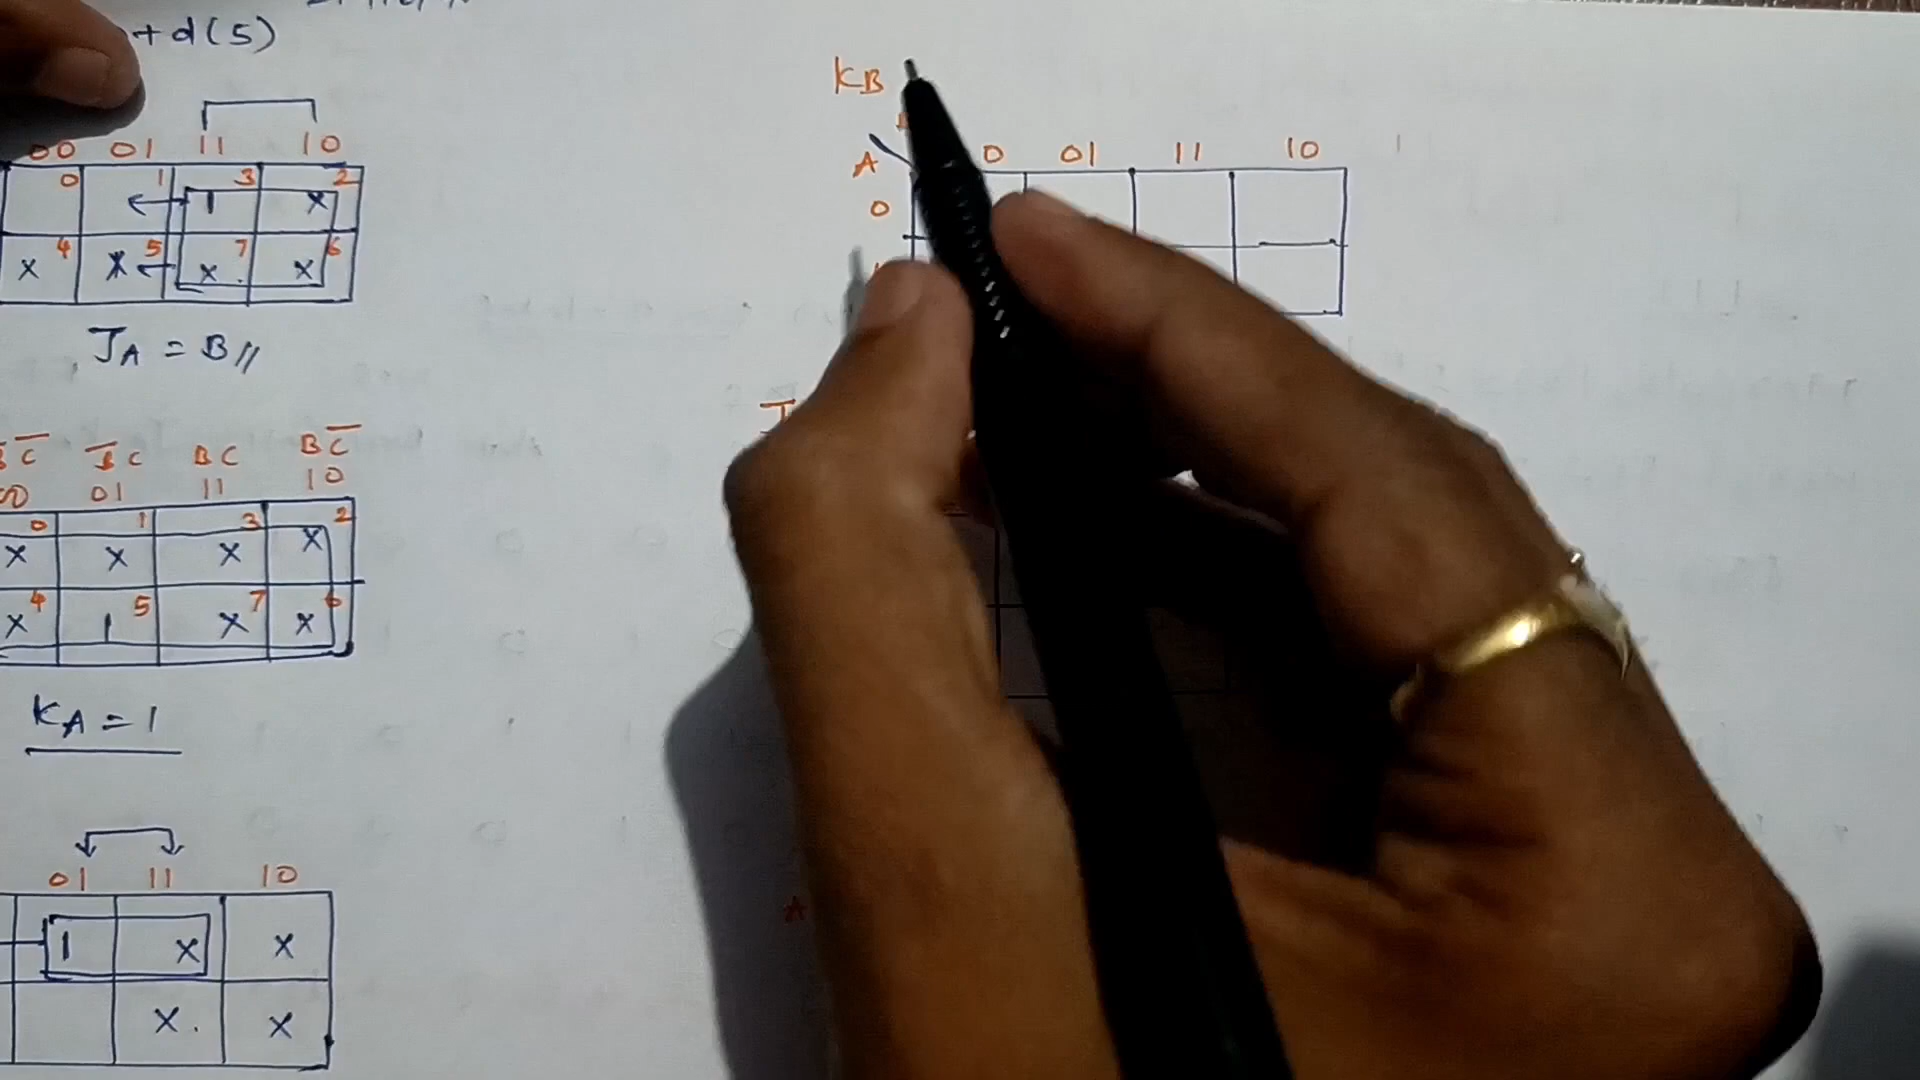 +d(5)
00 01 11 10
0 1 3 2
1 x
4 5 7 6
x x x x
JA = B//
C̅ B̅C BC BC̅
00 01 11 10
0 1 3 2
x x x x
4 5 7 6
x 1 x x
KA = 1
01 11 10
1 x x
x . x
KB
A 0 01 11 10
0
J
A